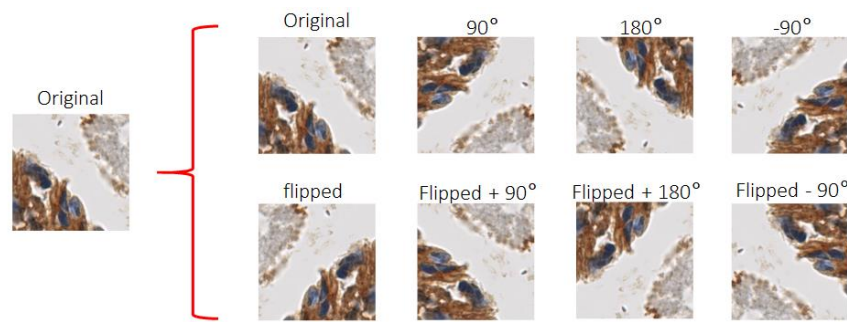 Original
Original
90°
180°
-90°
flipped
Flipped + 90°
Flipped + 180°
Flipped - 90°